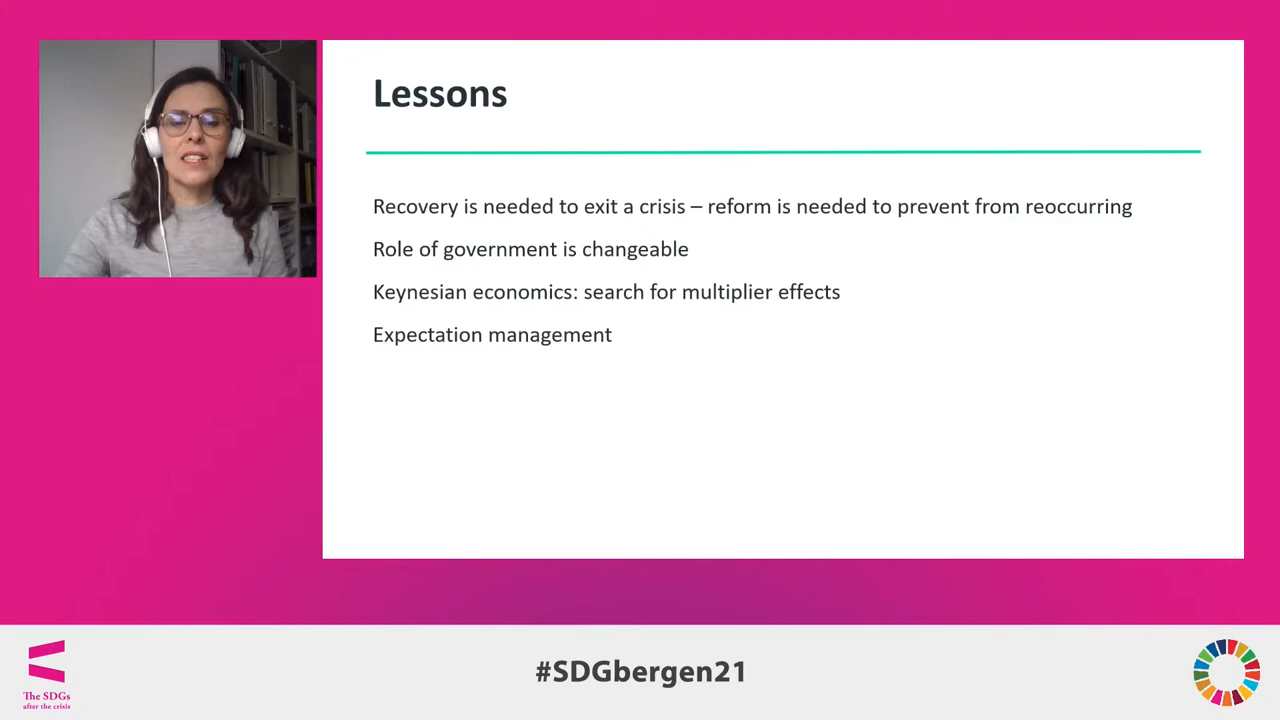 Lessons
Recovery is needed to exit a crisis – reform is needed to prevent from reoccurring
Role of government is changeable
Keynesian economics: search for multiplier effects
Expectation management
The SDGs
after the crisis
#SDGbergen21